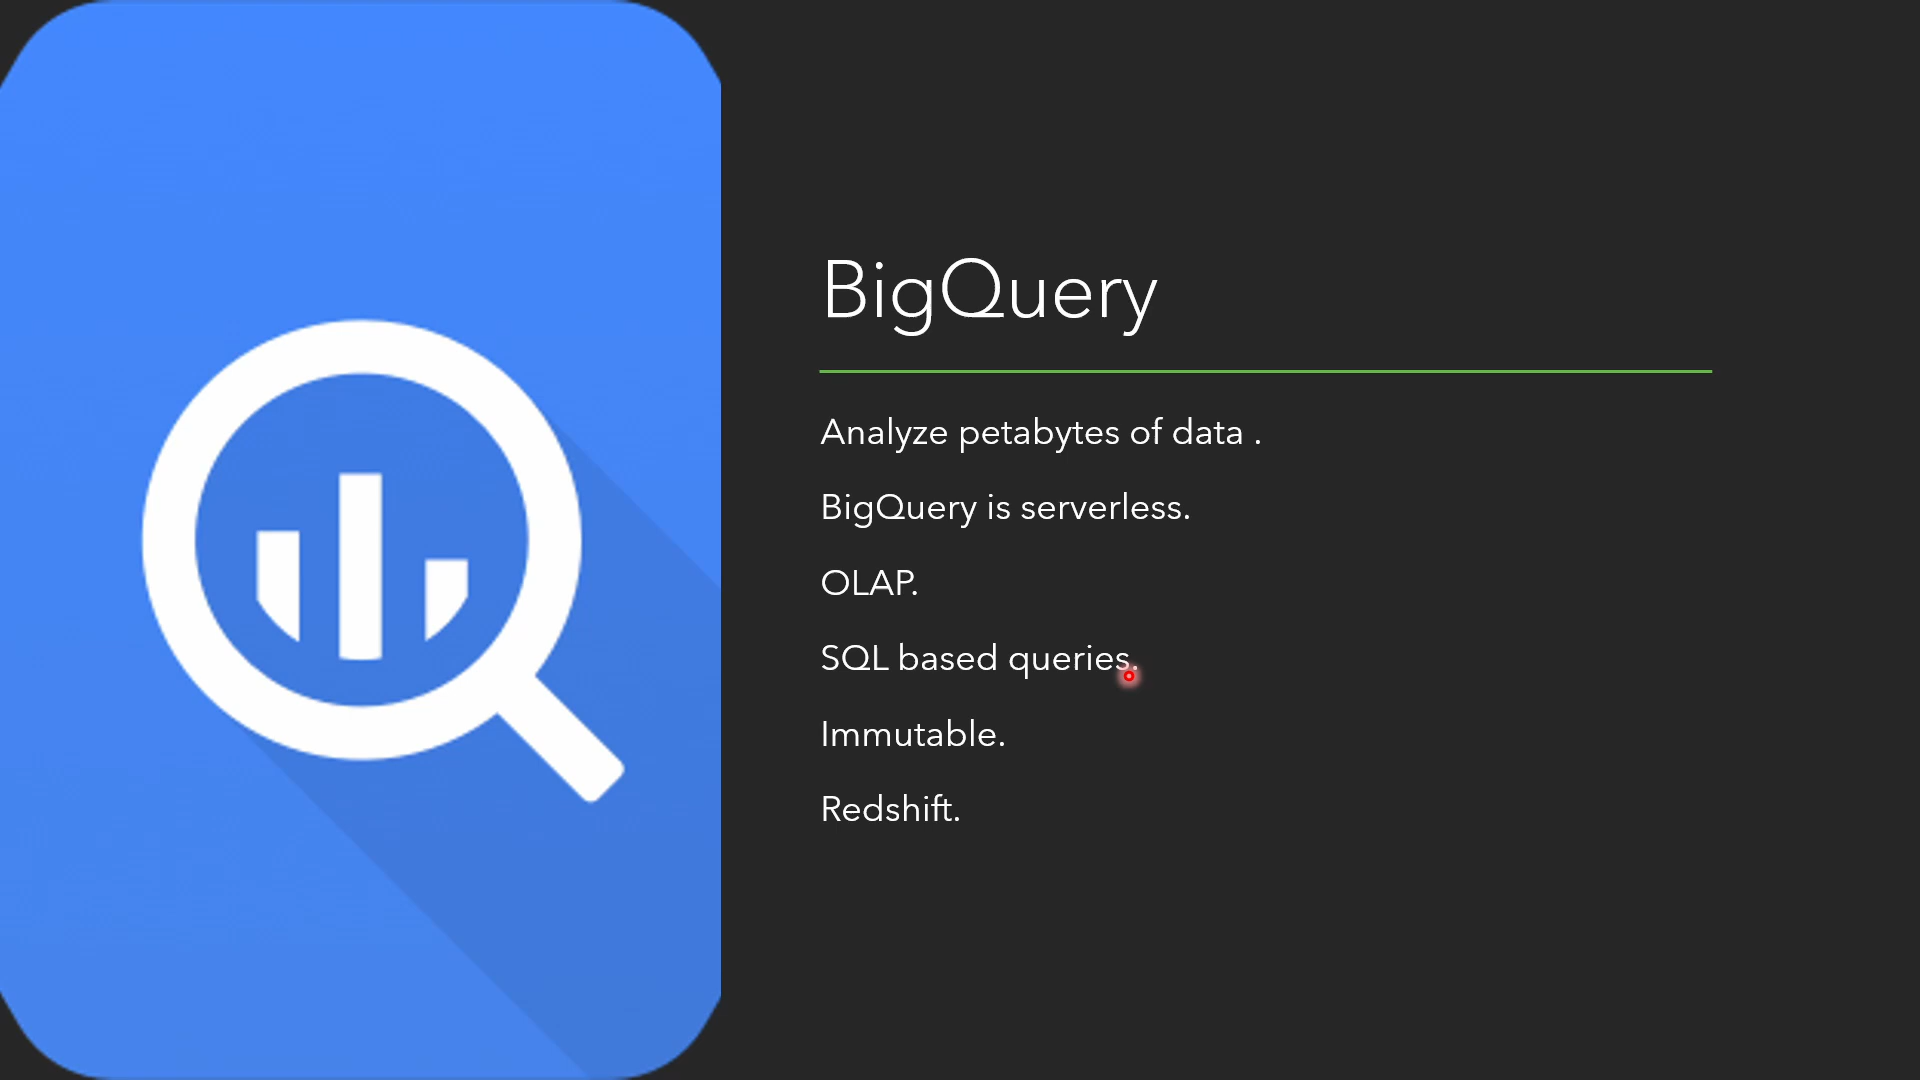 BigQuery
Analyze petabytes of data .
BigQuery is serverless.
OLAP.
SQL based queries.
Immutable.
Redshift.